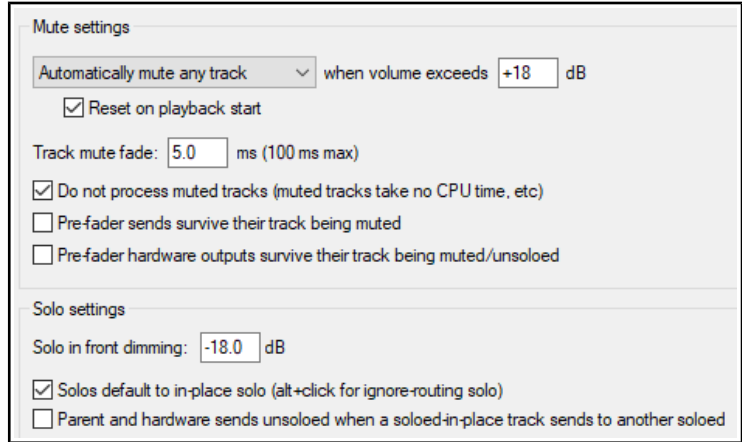 Mute settings
Automatically mute any track when volume exceeds +18 dB
Reset on playback start
Track mute fade: 5.0 ms (100 ms max)
Do not process muted tracks (muted tracks take no CPU time, etc)
Pre-fader sends survive their track being muted
Pre-fader hardware outputs survive their track being muted/unsoloed
Solo settings
Solo in front dimming: -18.0 dB
Solos default to in-place solo (alt+click for ignore-routing solo)
Parent and hardware sends unsoloed when a soloed-in-place track sends to another soloed